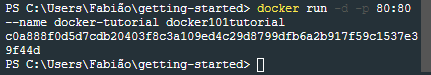 PS C:\Users\Fabião\getting-started> docker run -d -p 80:80
--name docker-tutorial docker101tutorial
c0a888f0d5d7cdb20403f8c3a109ed4c29d8799dfb6a2b917f59c1537e3
9f44d
PS C:\Users\Fabião\getting-started>